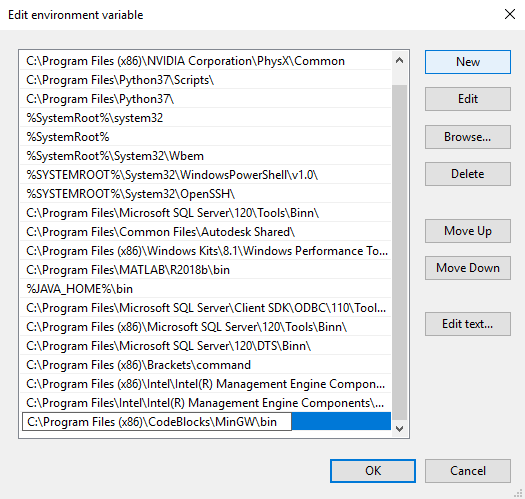 Edit environment variable
C:\Program Files (x86)\NVIDIA Corporation\PhysX\Common
C:\Program Files\Python37\Scripts\
C:\Program Files\Python37\
%SystemRoot%\system32
%SystemRoot%
%SystemRoot%\System32\Wbem
%SYSTEMROOT%\System32\WindowsPowerShell\v1.0\
%SYSTEMROOT%\System32\OpenSSH\
C:\Program Files\Microsoft SQL Server\120\Tools\Binn\
C:\Program Files\Common Files\Autodesk Shared\
C:\Program Files (x86)\Windows Kits\8.1\Windows Performance To...
C:\Program Files\MATLAB\R2018b\bin
%JAVA_HOME%\bin
C:\Program Files\Microsoft SQL Server\Client SDK\ODBC\110\Tool...
C:\Program Files (x86)\Microsoft SQL Server\120\Tools\Binn\
C:\Program Files\Microsoft SQL Server\120\DTS\Binn\
C:\Program Files (x86)\Brackets\command
C:\Program Files (x86)\Intel\Intel(R) Management Engine Compon...
C:\Program Files\Intel\Intel(R) Management Engine Components\...
C:\Program Files (x86)\CodeBlocks\MinGW\bin
New
Edit
Browse...
Delete
Move Up
Move Down
Edit text...
OK
Cancel